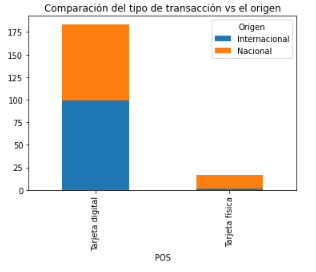 Comparación del tipo de transacción vs el origen
Origen
Internacional
Nacional
175
150
125
100
75
50
25
0
Tarjeta digital
Tarjeta física
POS